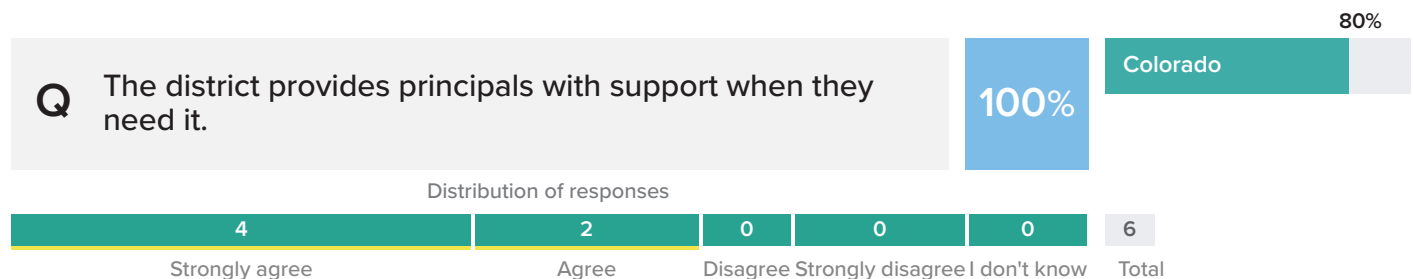 80%
Q
The district provides principals with support when they
need it.
100%
Colorado
Distribution of responses
4 2 0 0 0 6
Strongly agree Agree Disagree Strongly disagree I don't know Total